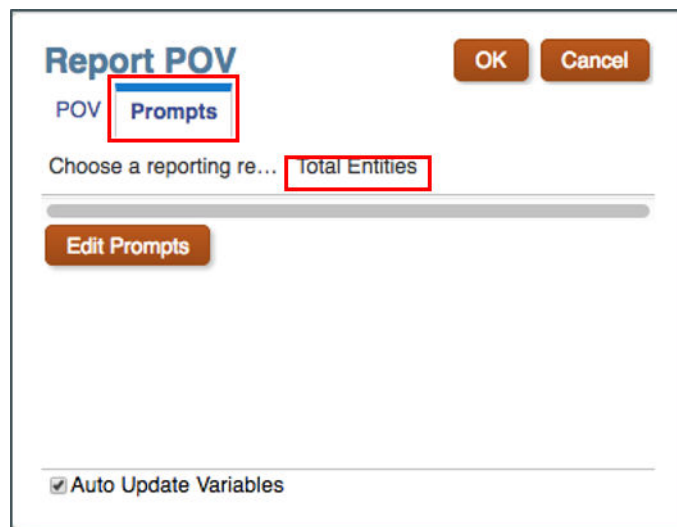 Report POV
OK
Cancel
POV
Prompts
Choose a reporting re...
Total Entities
Edit Prompts
Auto Update Variables